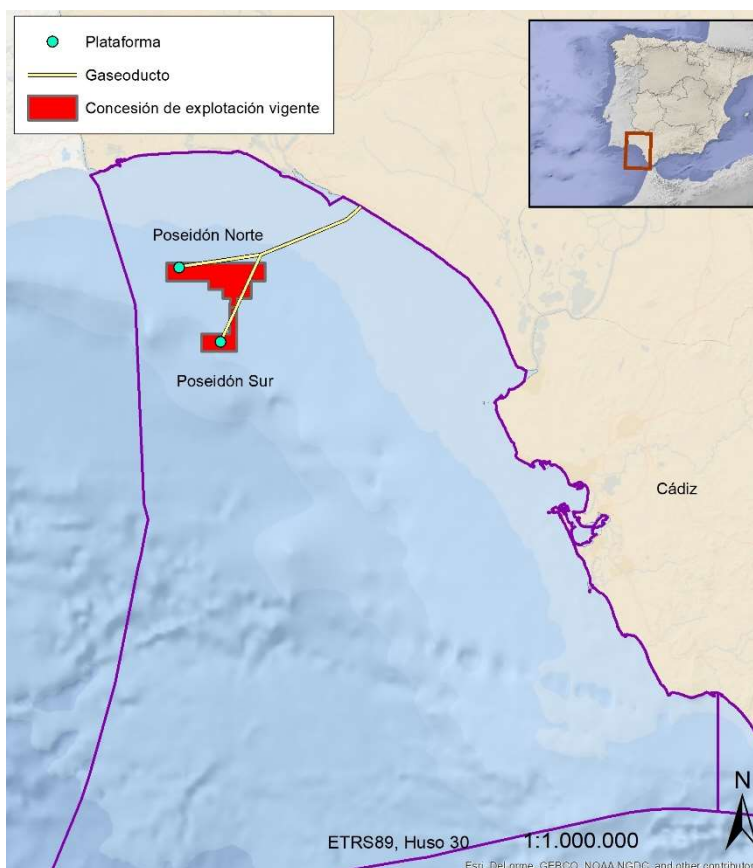 Plataforma
Gaseoducto
Concesión de explotación vigente
Poseidón Norte
Poseidón Sur
Cádiz
N
ETRS89, Huso 30 1:1.000.000
Esri, DeLorme, GEBCO, NOAA NGDC, and other contributors